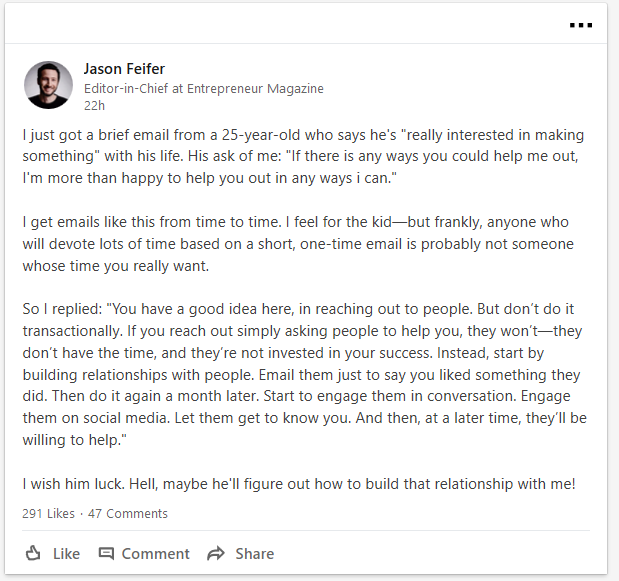 Jason Feifer
Editor-in-Chief at Entrepreneur Magazine
22h
I just got a brief email from a 25-year-old who says he's "really interested in making
something" with his life. His ask of me: "If there is any ways you could help me out,
I'm more than happy to help you out in any ways i can."
I get emails like this from time to time. I feel for the kid—but frankly, anyone who
will devote lots of time based on a short, one-time email is probably not someone
whose time you really want.
So I replied: "You have a good idea here, in reaching out to people. But don’t do it
transactionally. If you reach out simply asking people to help you, they won’t—they
don’t have the time, and they’re not invested in your success. Instead, start by
building relationships with people. Email them just to say you liked something they
did. Then do it again a month later. Start to engage them in conversation. Engage
them on social media. Let them get to know you. And then, at a later time, they’ll be
willing to help."
I wish him luck. Hell, maybe he'll figure out how to build that relationship with me!
291 Likes · 47 Comments
Like Comment Share